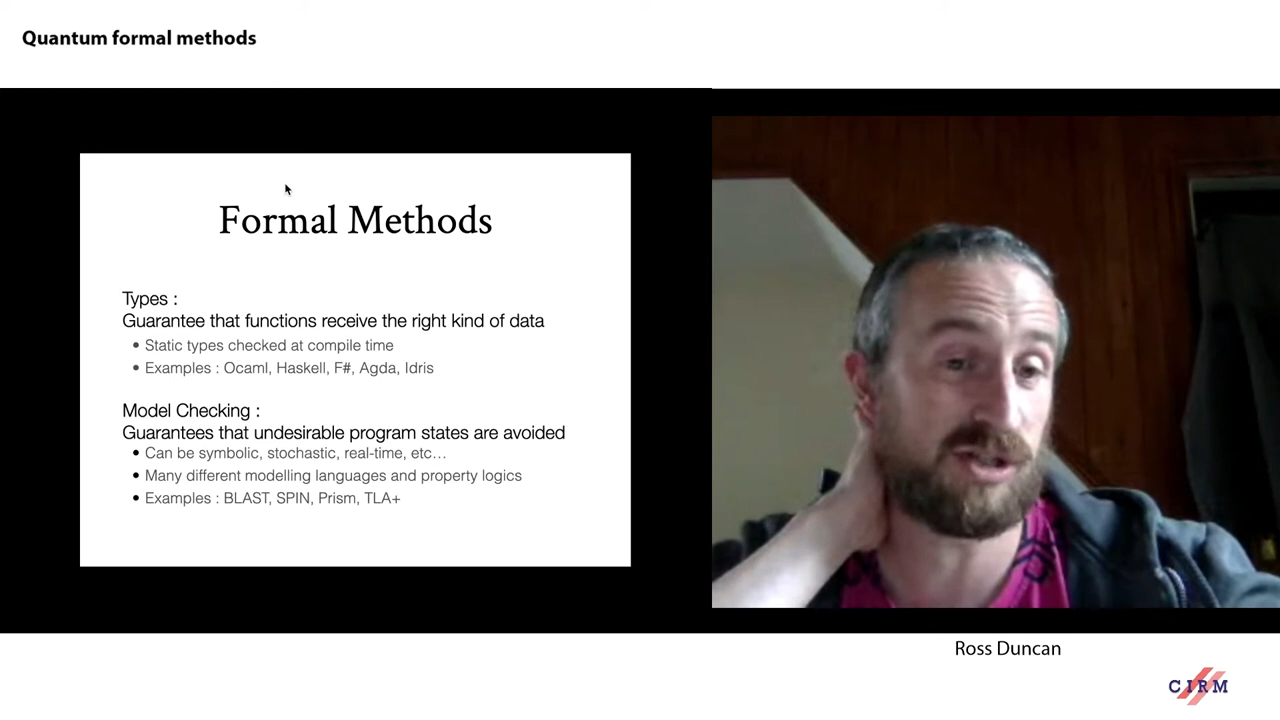 Quantum formal methods
Formal Methods
Types :
Guarantee that functions receive the right kind of data
• Static types checked at compile time
• Examples : Ocaml, Haskell, F#, Agda, Idris
Model Checking :
Guarantees that undesirable program states are avoided
• Can be symbolic, stochastic, real-time, etc…
• Many different modelling languages and property logics
• Examples : BLAST, SPIN, Prism, TLA+
Ross Duncan
CIRM